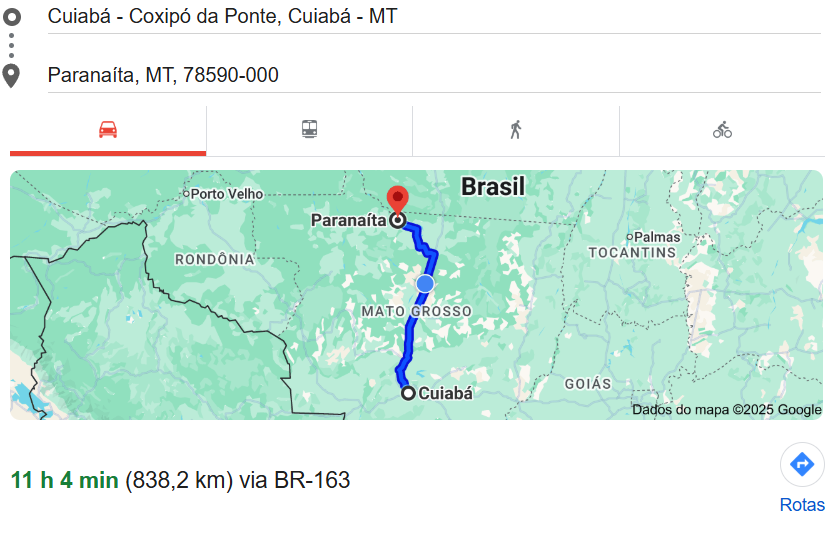 Cuiabá - Coxipó da Ponte, Cuiabá - MT
Paranaíta, MT, 78590-000
Brasil
Porto Velho
Paranaíta
Palmas
TOCANTINS
RONDÔNIA
MATO GROSSO
GOIÁS
Cuiabá
Dados do mapa ©2025 Google
11 h 4 min (838,2 km) via BR-163
Rotas